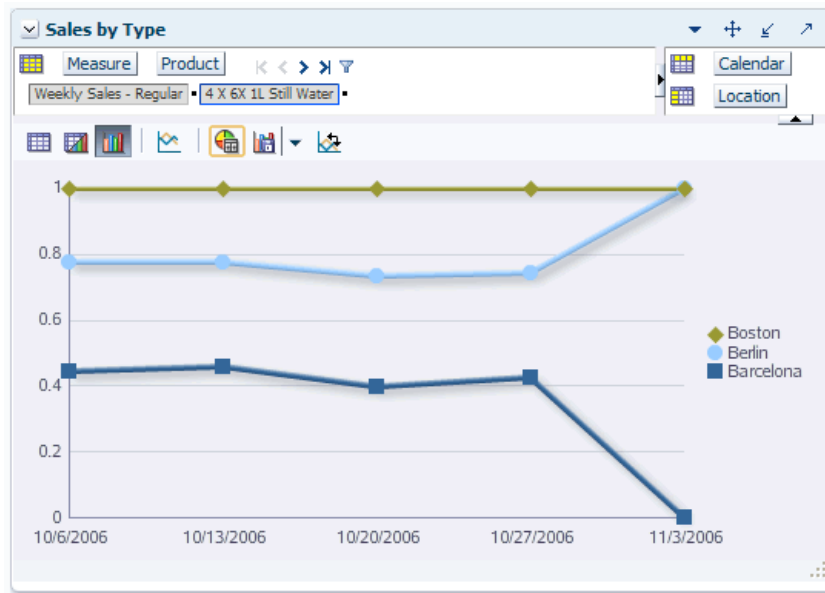 Sales by Type
Measure Product Calendar
Weekly Sales - Regular 4 X 6X 1L Still Water Location
1
0.8
0.6
0.4
0.2
0
Boston
Berlin
Barcelona
10/6/2006 10/13/2006 10/20/2006 10/27/2006 11/3/2006